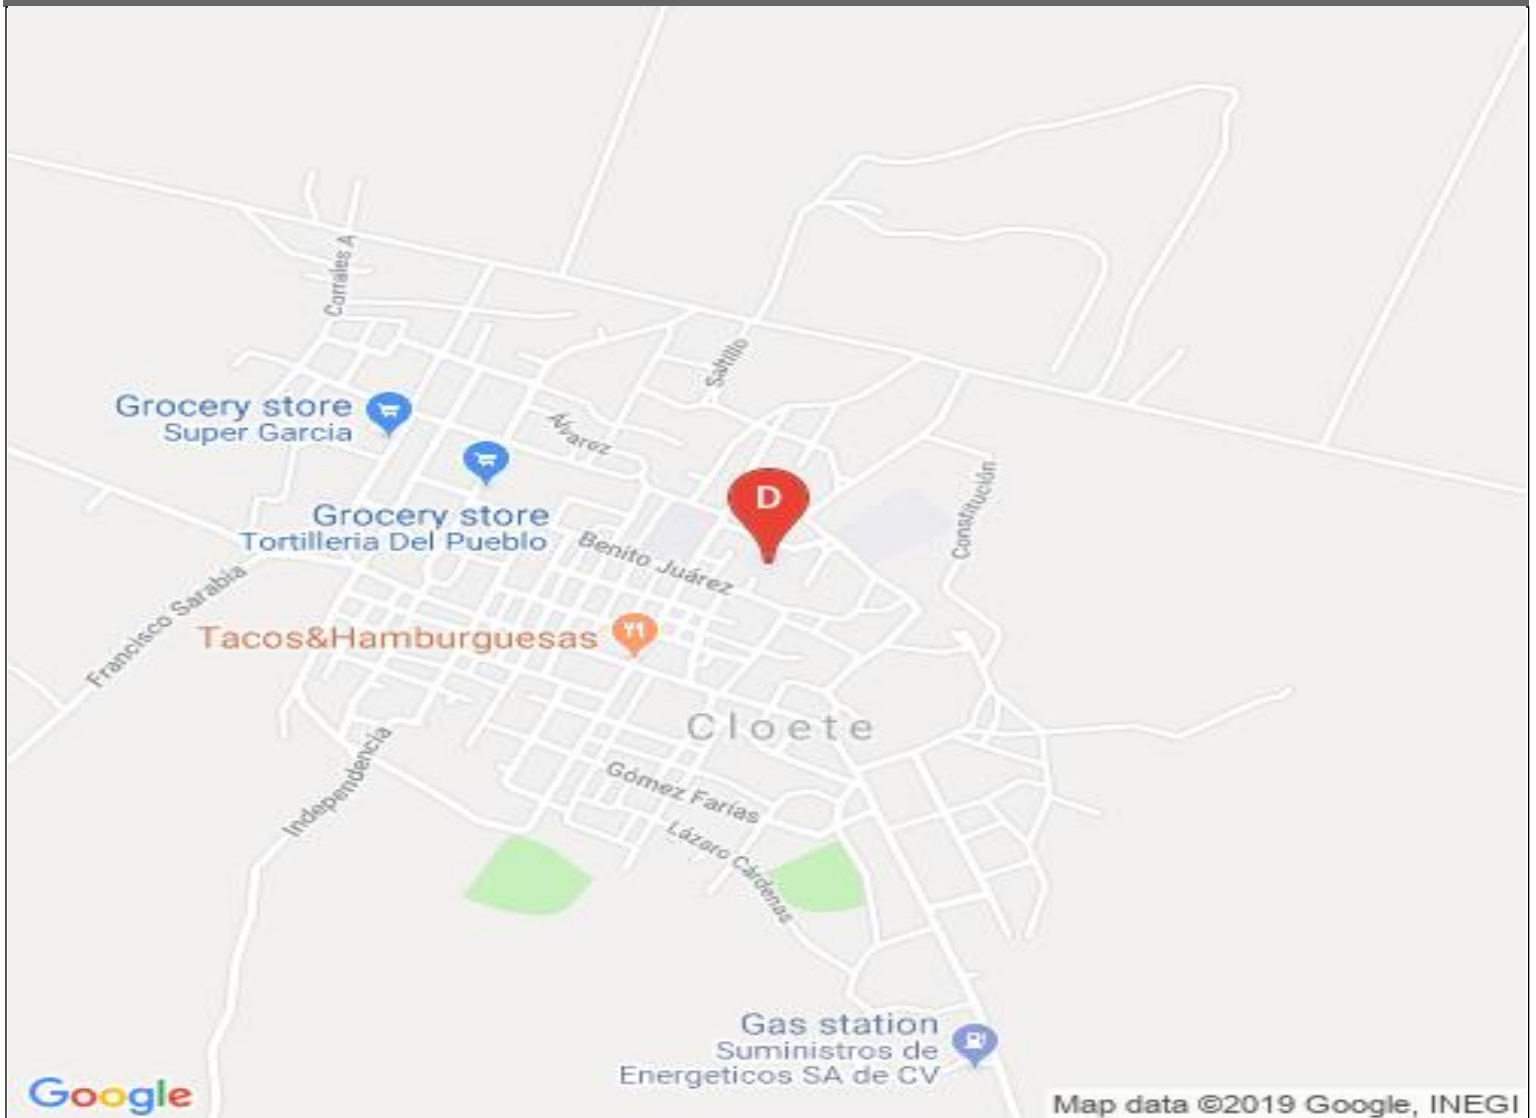 Corrales A
Saltillo
Grocery store
Super Garcia
Alvarez
D
Grocery store
Tortilleria Del Pueblo
Constitución
Benito Juárez
Francisco Sarabia
Tacos&Hamburguesas
Cloete
Independencia
Gómez Farías
Lázaro Cárdenas
Gas station
Suministros de
Energeticos SA de CV
Google
Map data ©2019 Google, INEGI